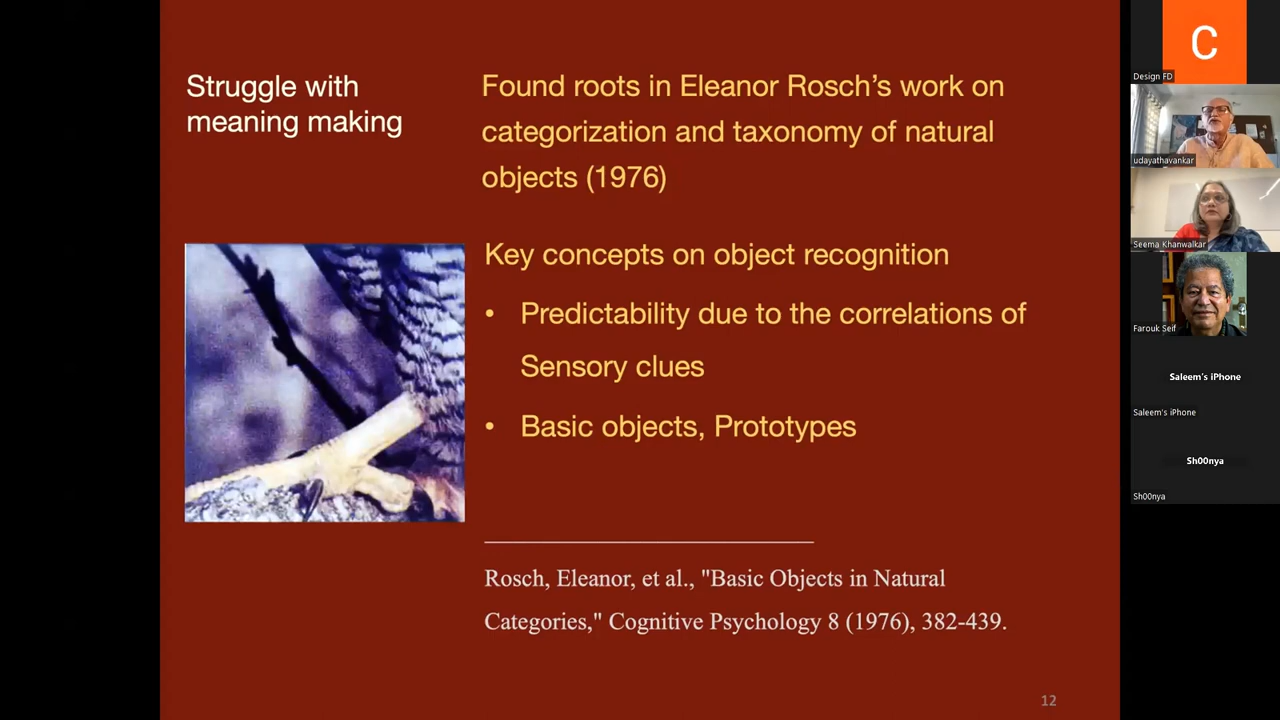 Struggle with
meaning making
Found roots in Eleanor Rosch’s work on
categorization and taxonomy of natural
objects (1976)
Key concepts on object recognition
• Predictability due to the correlations of
Sensory clues
• Basic objects, Prototypes
Rosch, Eleanor, et al., "Basic Objects in Natural
Categories," Cognitive Psychology 8 (1976), 382-439.
12
C
Design FD
udayathavankar
Seema Khanwalkar
Farouk Seif
Saleem's iPhone
Saleem's iPhone
Sh00nya
Sh00nya